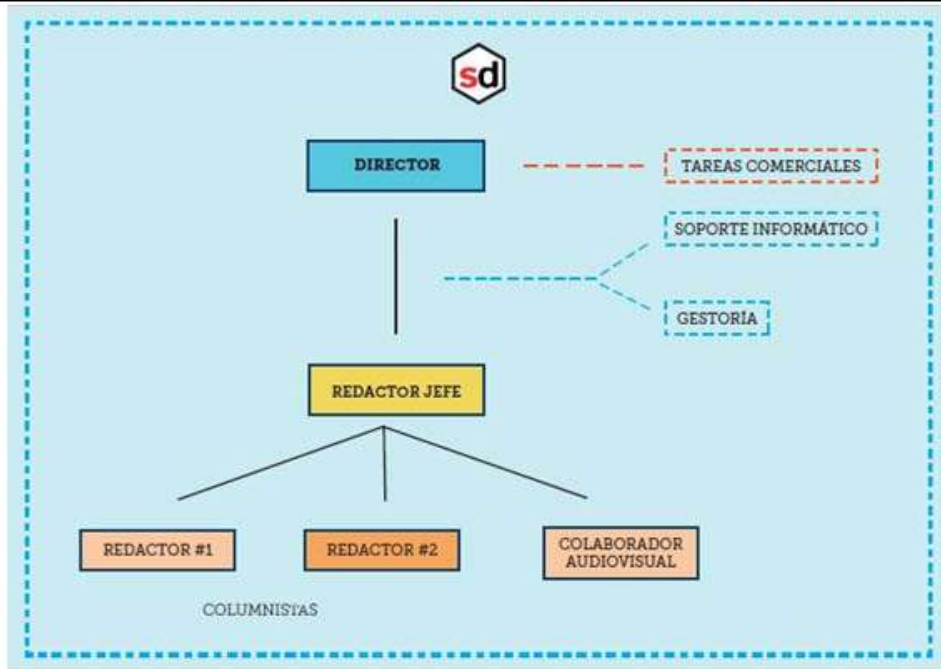 sd
DIRECTOR
TAREAS COMERCIALES
SOPORTE INFORMÁTICO
GESTORÍA
REDACTOR JEFE
REDACTOR #1
REDACTOR #2
COLABORADOR
AUDIOVISUAL
COLUMNISTAS